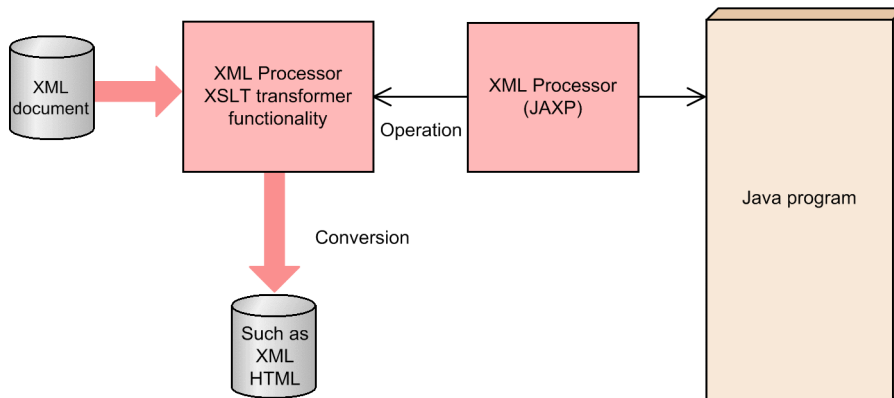 XML
document
XML Processor
XSLT transformer
functionality
Operation
XML Processor
(JAXP)
Java program
Conversion
Such as
XML
HTML